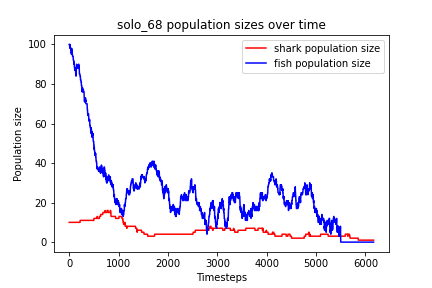 solo_68 population sizes over time
shark population size
fish population size
Population size
100
80
60
40
20
0
0
1000
2000
3000
4000
5000
6000
Timesteps